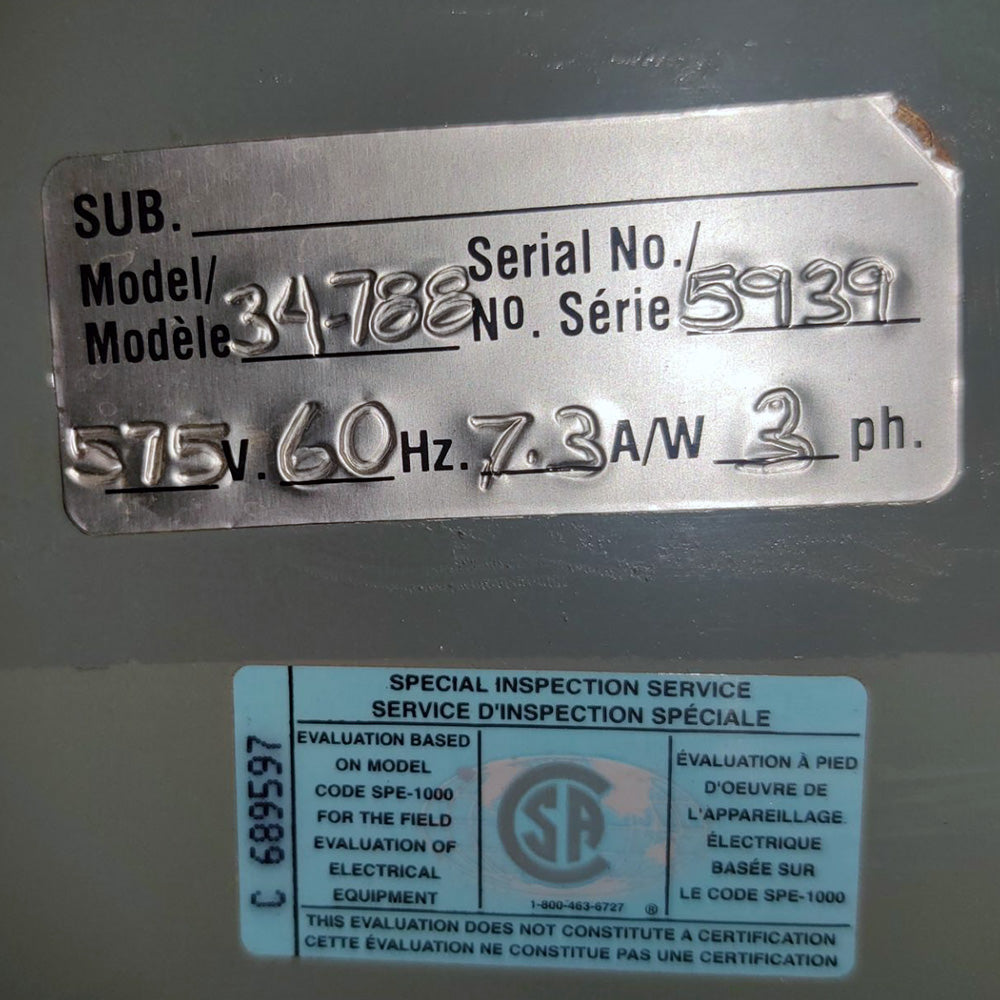 SUB.
Model/ 34-788 Serial No./ 5939
Modèle No. Série
575 V. 60 Hz. 7.3 A/W 3 ph.
SPECIAL INSPECTION SERVICE
SERVICE D'INSPECTION SPÉCIALE
C 689597
EVALUATION BASED
ON MODEL
CODE SPE-1000
FOR THE FIELD
EVALUATION OF
ELECTRICAL
EQUIPMENT
CSA
1-800-463-6727 ®
ÉVALUATION À PIED
D'OEUVRE DE
L'APPAREILLAGE
ÉLECTRIQUE
BASÉE SUR
LE CODE SPE-1000
THIS EVALUATION DOES NOT CONSTITUTE A CERTIFICATION
CETTE ÉVALUATION NE CONSTITUE PAS UNE CERTIFICATION